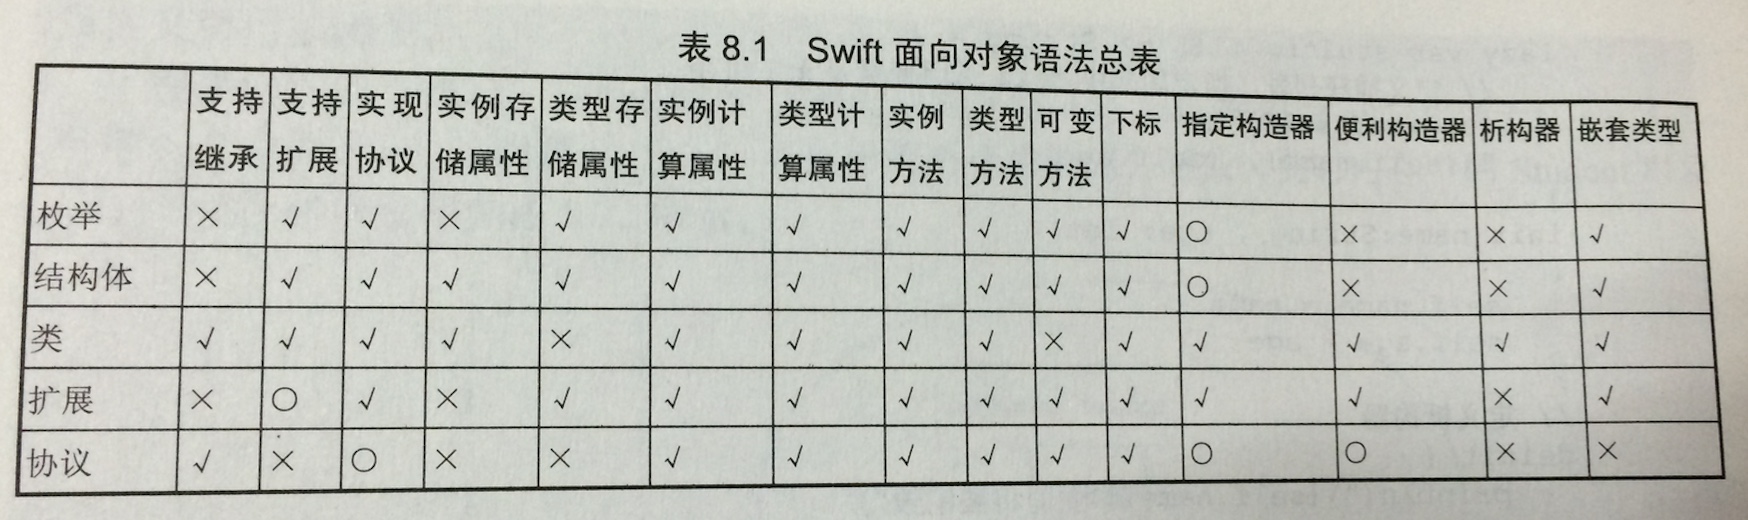 表 8.1 Swift 面向对象语法总表
支持继承 支持扩展 实现协议 实例存储属性 类型存储属性 实例计算属性 类型计算属性 实例方法 类型方法 可变方法 下标 指定构造器 便利构造器 析构器 嵌套类型
枚举 × √ √ × √ √ √ √ √ √ √ ○ × × √
结构体 × √ √ √ √ √ √ √ √ √ √ ○ × × √
类 √ √ √ √ × √ √ √ √ × √ √ √ √ √
扩展 × ○ √ × √ √ √ √ √ √ √ √ √ × √
协议 √ × ○ × × √ √ √ √ √ √ ○ ○ × ×